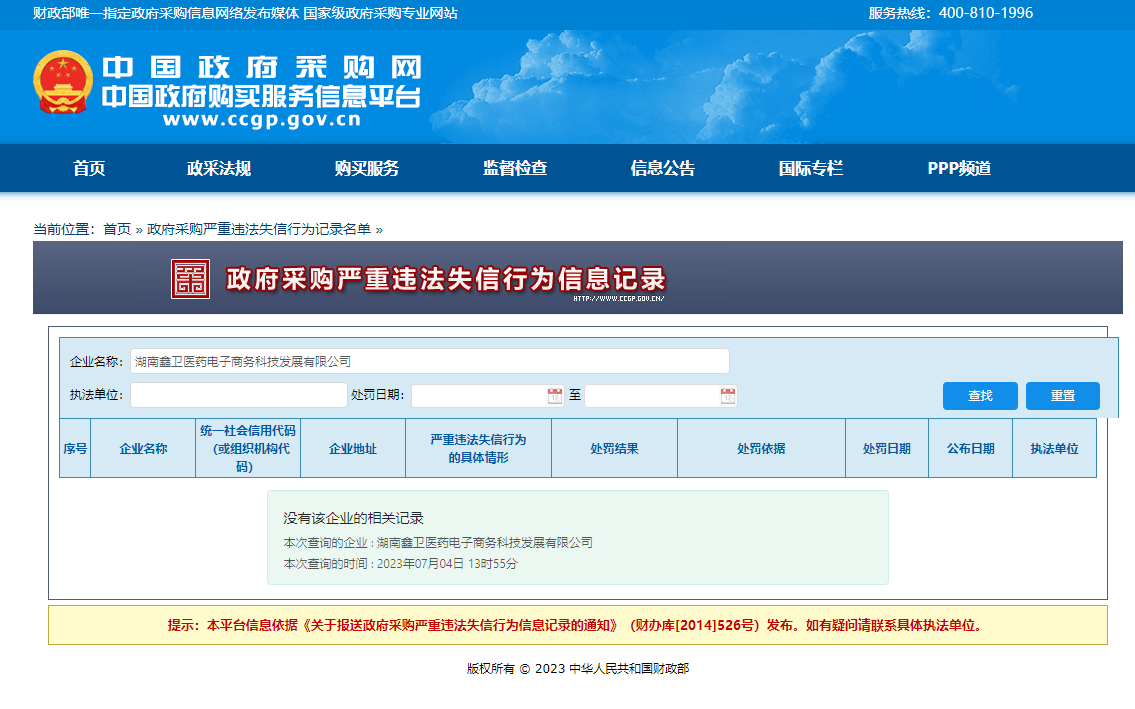 财政部唯一指定政府采购信息网络发布媒体 国家级政府采购专业网站
服务热线：400-810-1996
中国政府采购网
中国政府购买服务信息平台
www.ccgp.gov.cn
首页 政采法规 购买服务 监督检查 信息公告 国际专栏 PPP频道
当前位置：首页 » 政府采购严重违法失信行为记录名单 »
政府采购严重违法失信行为信息记录
HTTP://WWW.CCGP.GOV.CN/
企业名称： 湖南鑫卫医药电子商务科技发展有限公司
执法单位： 处罚日期： 至 查找 重置
序号 企业名称 统一社会信用代码(或组织机构代码) 企业地址 严重违法失信行为的具体情形 处罚结果 处罚依据 处罚日期 公布日期 执法单位
没有该企业的相关记录
本次查询的企业 : 湖南鑫卫医药电子商务科技发展有限公司
本次查询的时间 : 2023年07月04日 13时55分
提示：本平台信息依据《关于报送政府采购严重违法失信行为信息记录的通知》（财办库[2014]526号）发布。如有疑问请联系具体执法单位。
版权所有 © 2023 中华人民共和国财政部